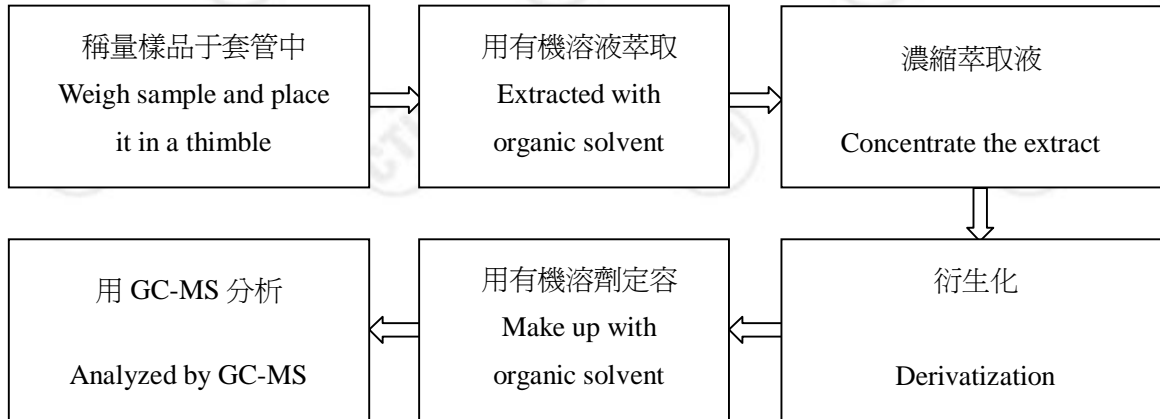 稱量樣品于套管中
Weigh sample and place
it in a thimble
用有機溶液萃取
Extracted with
organic solvent
濃縮萃取液
Concentrate the extract
衍生化
Derivatization
用有機溶劑定容
Make up with
organic solvent
用 GC-MS 分析
Analyzed by GC-MS